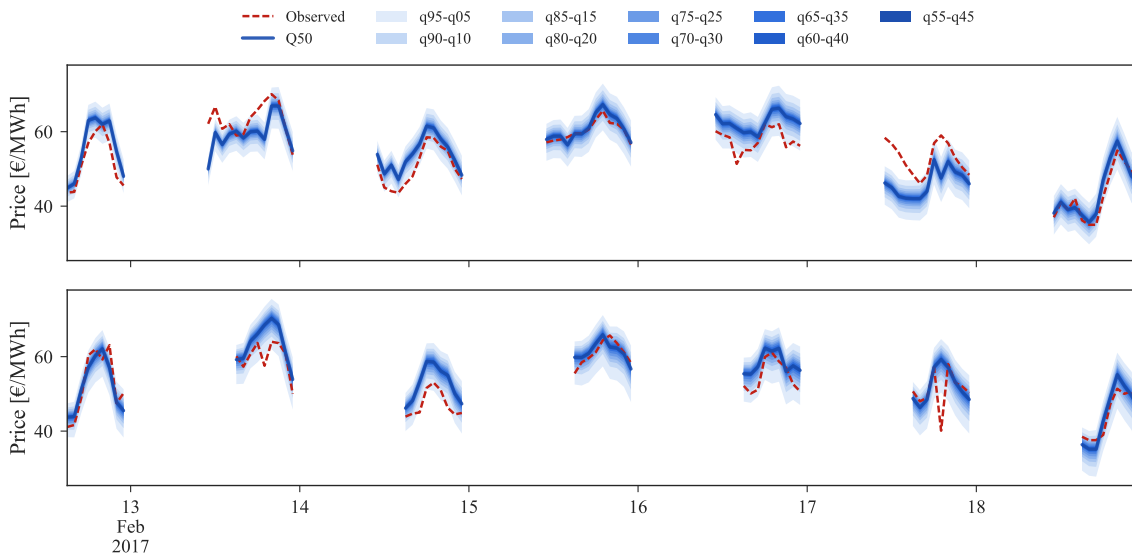 Observed q95-q05 q85-q15 q75-q25 q65-q35 q55-q45
Q50 q90-q10 q80-q20 q70-q30 q60-q40
Price [€/MWh]
60
40
Price [€/MWh]
60
40
13 14 15 16 17 18
Feb
2017